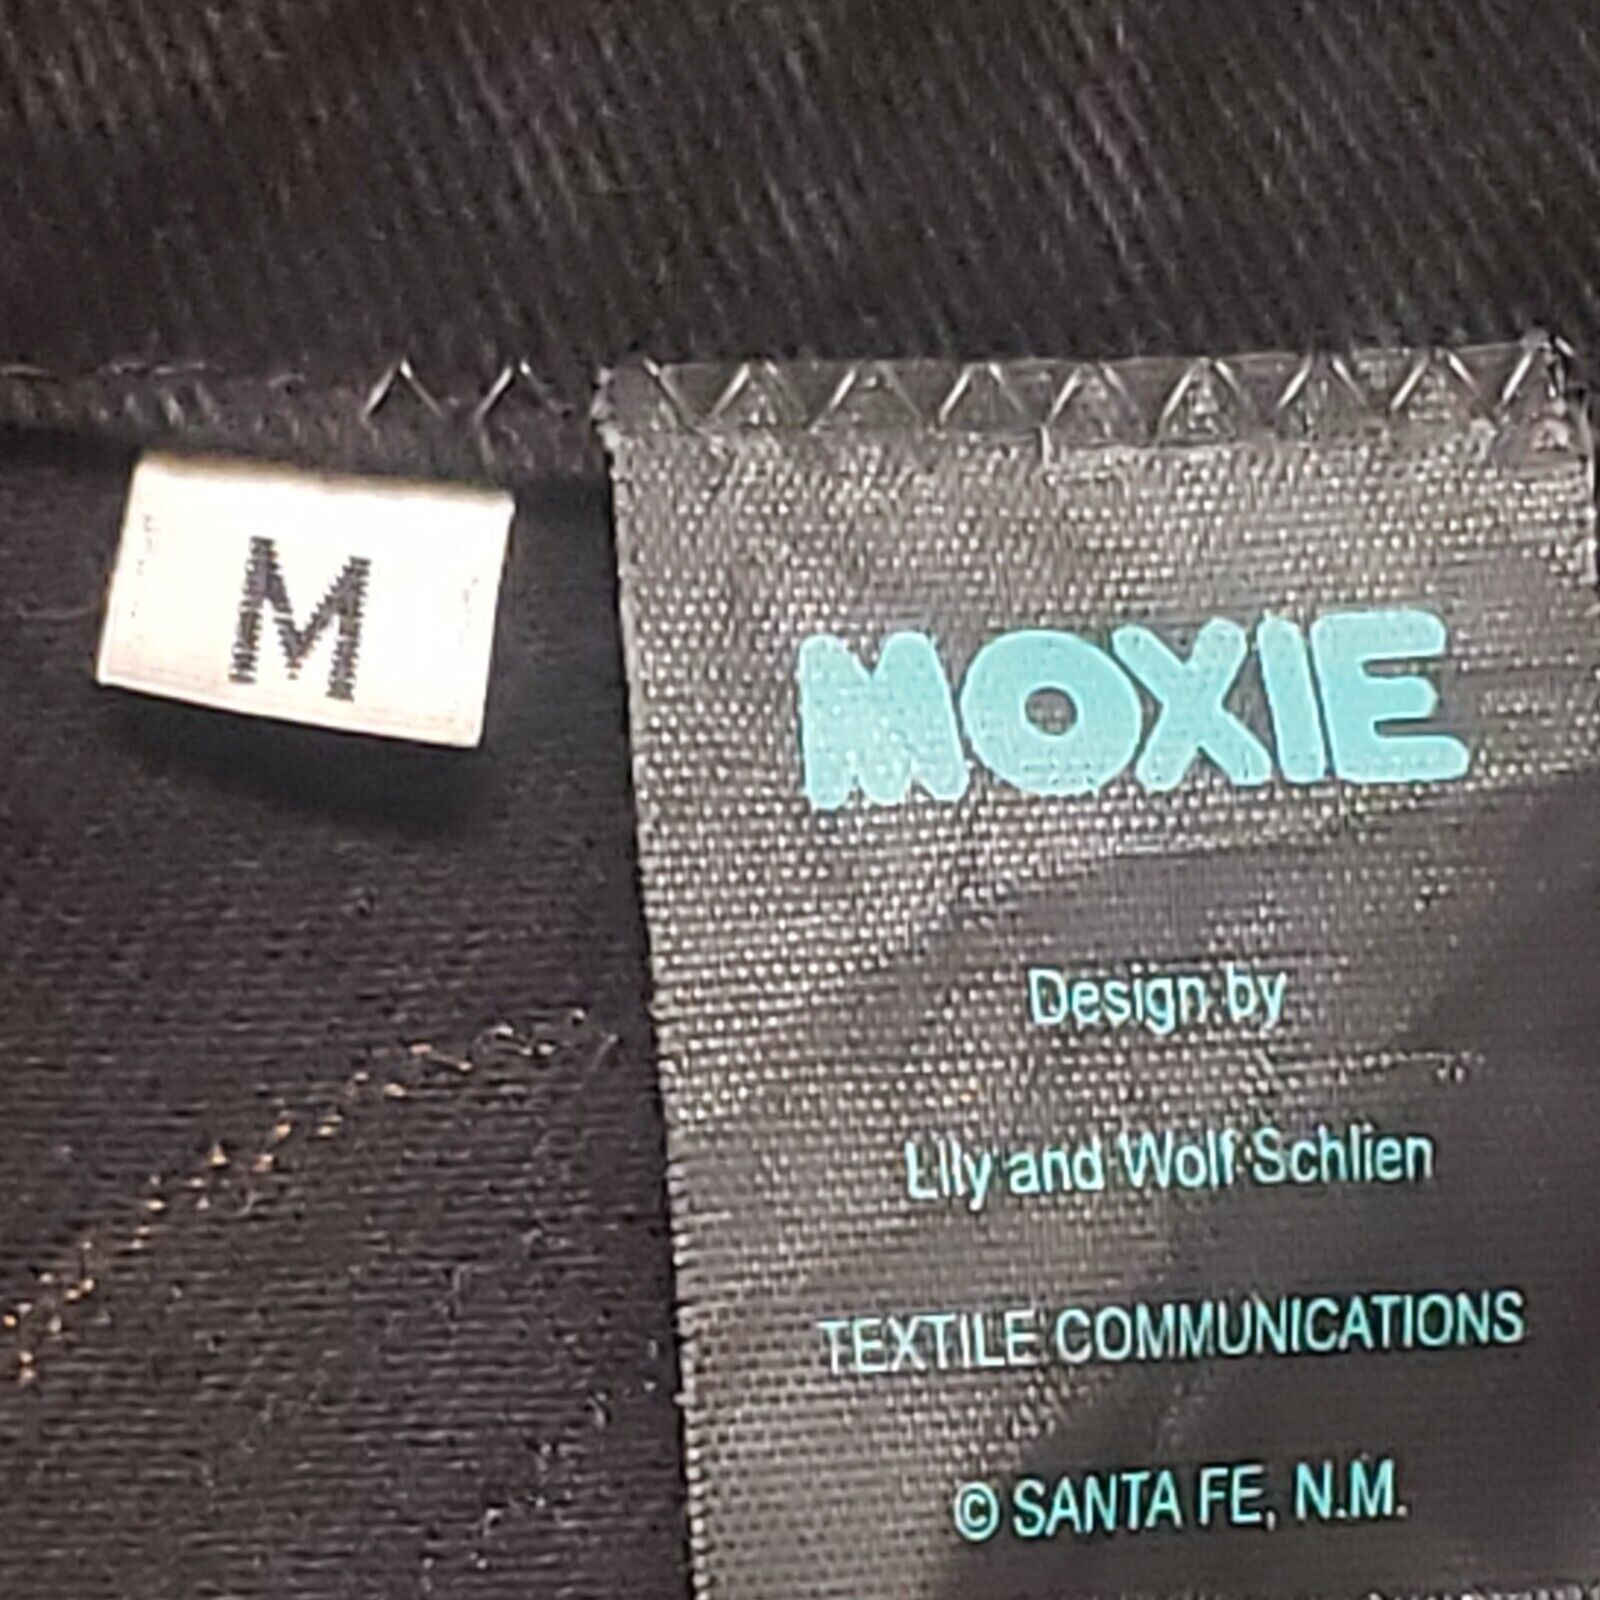 M
MOXIE
Design by
Lily and Wolf Schlien
TEXTILE COMMUNICATIONS
© SANTA FE, N.M.